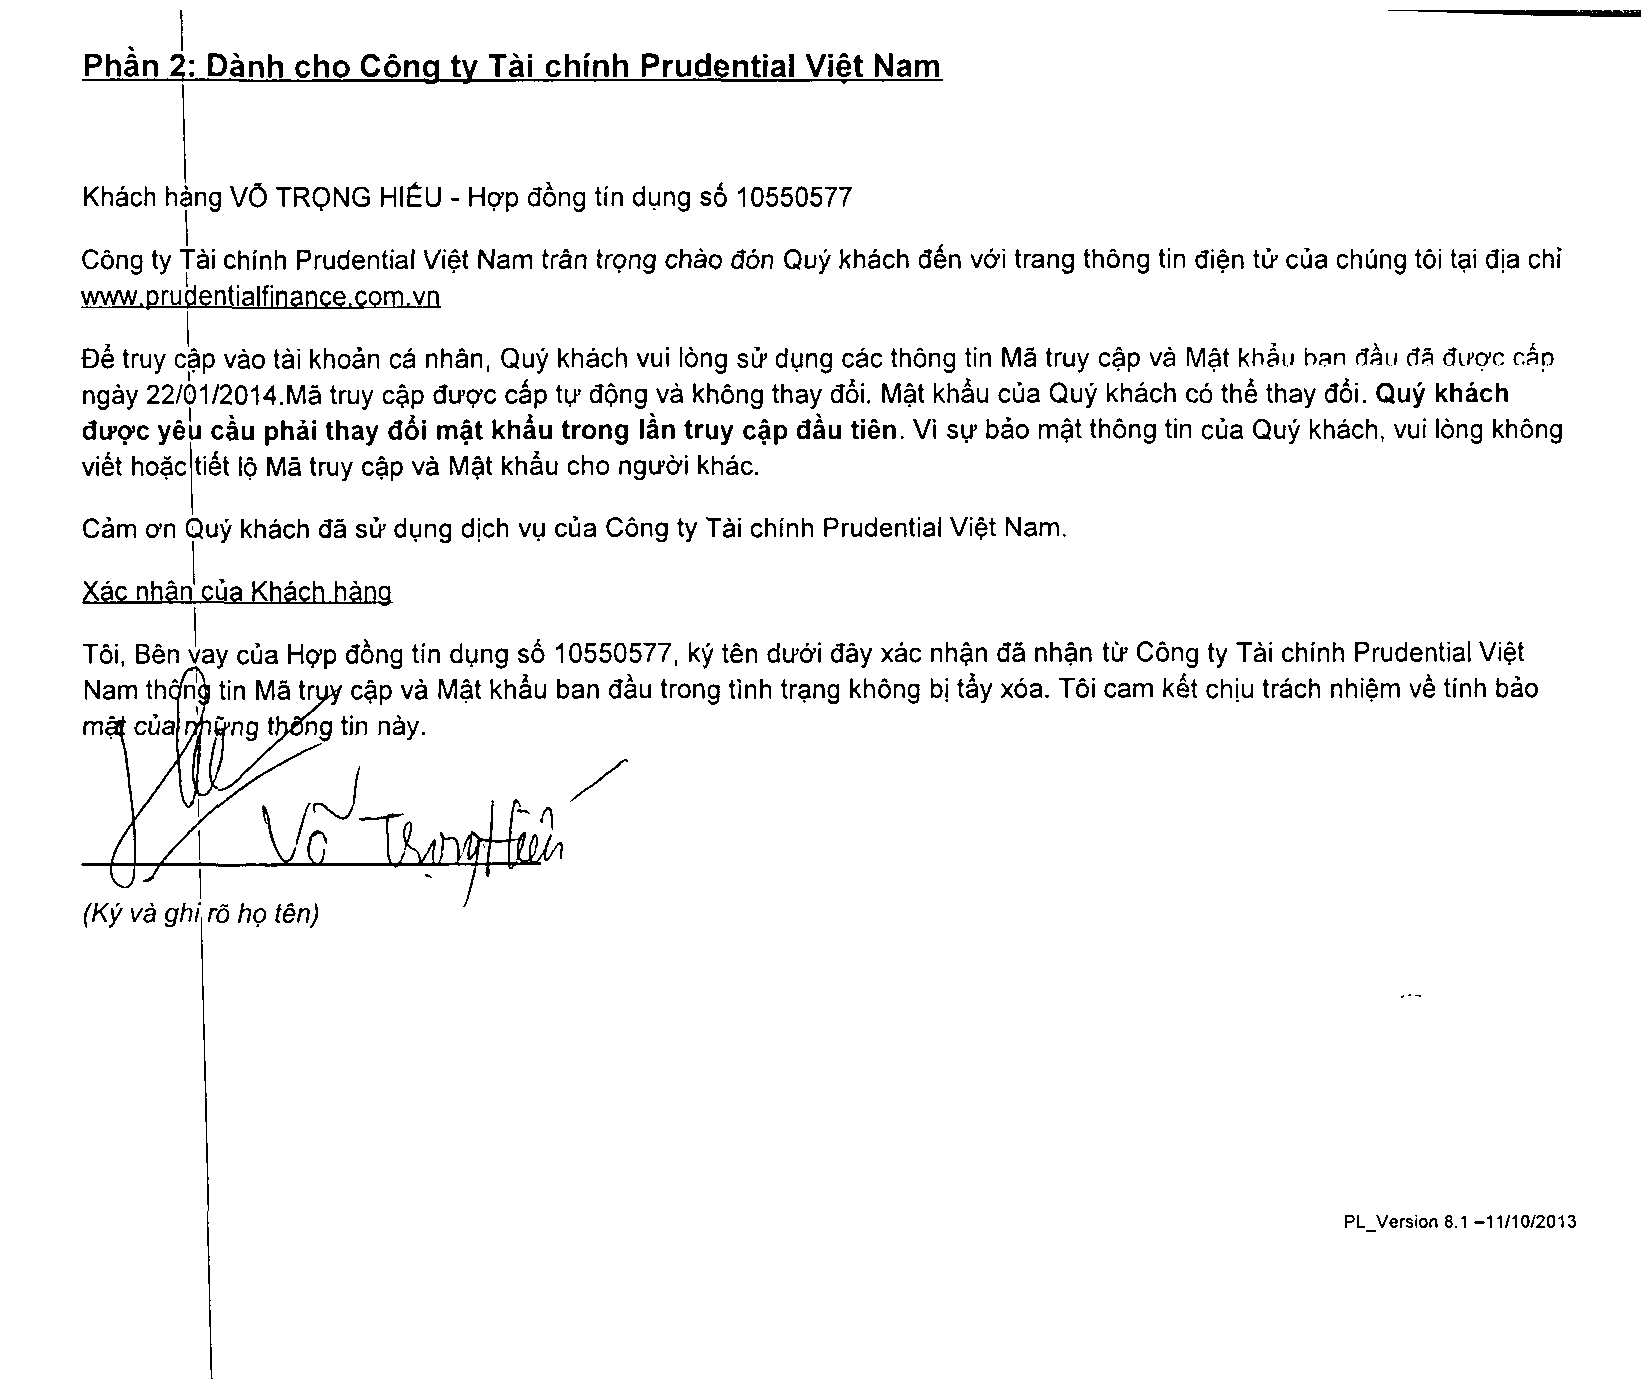 Phần 2: Dành cho Công ty Tài chính Prudential Việt Nam
Khách hàng VÕ TRỌNG HIẾU - Hợp đồng tín dụng số 10550577
Công ty Tài chính Prudential Việt Nam trân trọng chào đón Quý khách đến với trang thông tin điện tử của chúng tôi tại địa chỉ
www.prudentialfinance.com.vn
Để truy cập vào tài khoản cá nhân, Quý khách vui lòng sử dụng các thông tin Mã truy cập và Mật khẩu ban đầu đã được cấp
ngày 22/01/2014.Mã truy cập được cấp tự động và không thay đổi. Mật khẩu của Quý khách có thể thay đổi. Quý khách
được yêu cầu phải thay đổi mật khẩu trong lần truy cập đầu tiên. Vì sự bảo mật thông tin của Quý khách, vui lòng không
viết hoặc tiết lộ Mã truy cập và Mật khẩu cho người khác.
Cảm ơn Quý khách đã sử dụng dịch vụ của Công ty Tài chính Prudential Việt Nam.
Xác nhận của Khách hàng
Tôi, Bên vay của Hợp đồng tín dụng số 10550577, ký tên dưới đây xác nhận đã nhận từ Công ty Tài chính Prudential Việt
Nam thông tin Mã truy cập và Mật khẩu ban đầu trong tình trạng không bị tẩy xóa. Tôi cam kết chịu trách nhiệm về tính bảo
mật của những thông tin này.
Võ Trọng Hiếu
(Ký và ghi rõ họ tên)
PL_Version 8.1 –11/10/2013